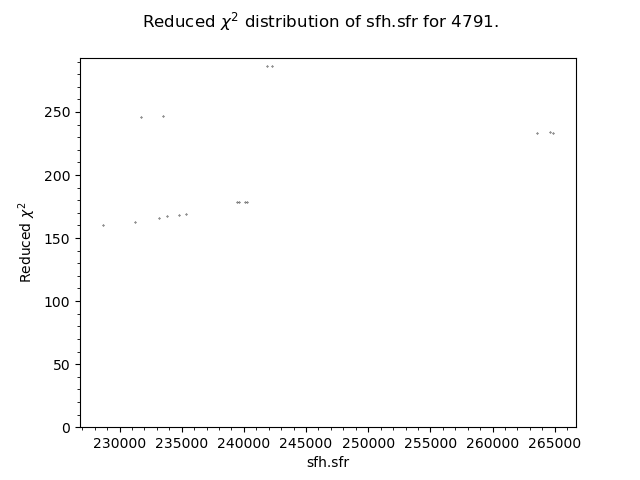 Reduced χ² distribution of sfh.sfr for 4791.
250
200
150
100
50
0
Reduced χ²
230000 235000 240000 245000 250000 255000 260000 265000
sfh.sfr